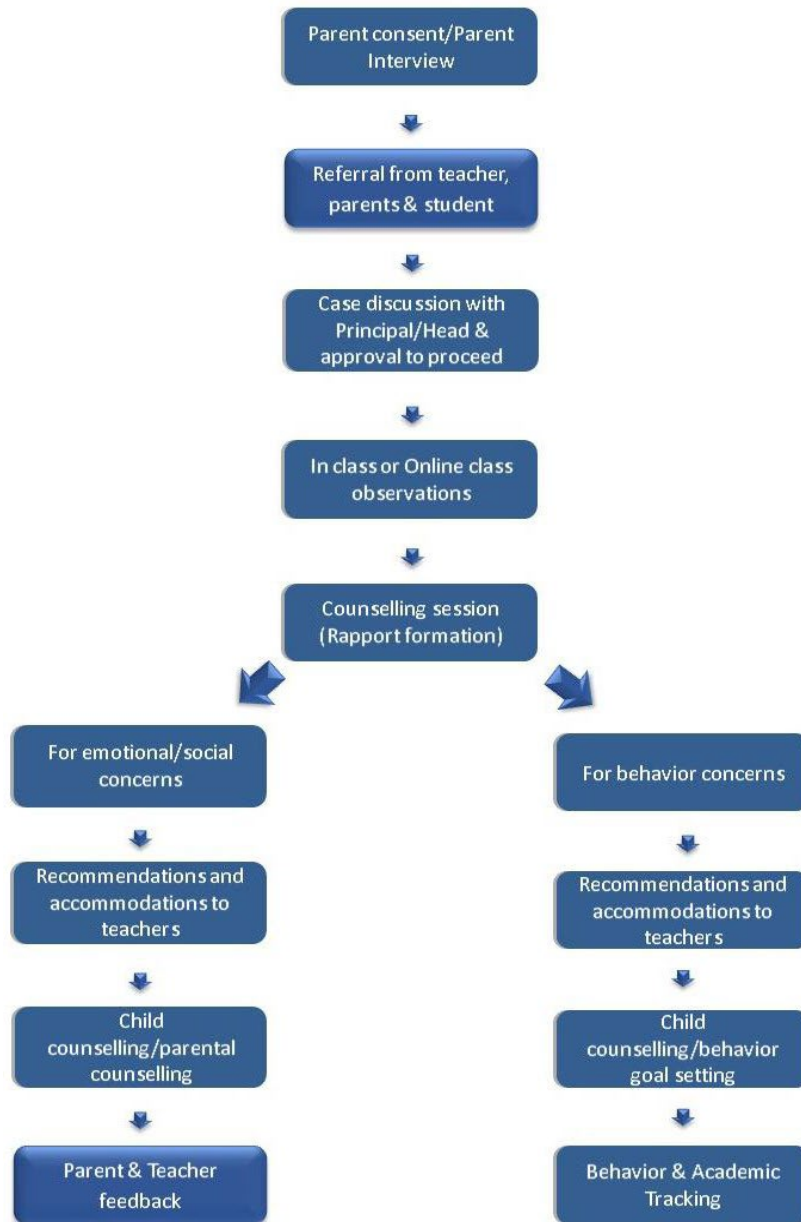 Parent consent/Parent
Interview
Referral from teacher,
parents & student
Case discussion with
Principal/Head &
approval to proceed
In class or Online class
observations
Counselling session
(Rapport formation)
For emotional/social
concerns
Recommendations and
accommodations to
teachers
Child
counselling/parental
counselling
Parent & Teacher
feedback
For behavior concerns
Recommendations and
accommodations to
teachers
Child
counselling/behavior
goal setting
Behavior & Academic
Tracking